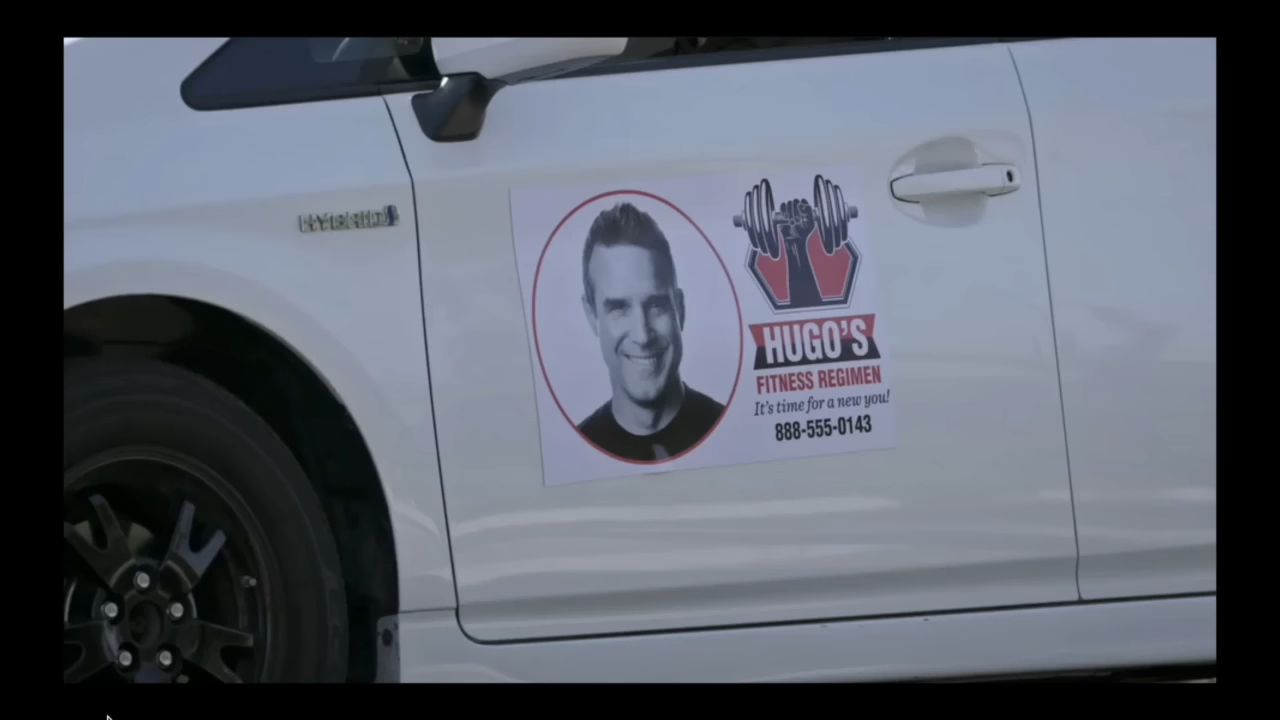 HYBRID
HUGO'S
FITNESS REGIMEN
It's time for a new you!
888-555-0143